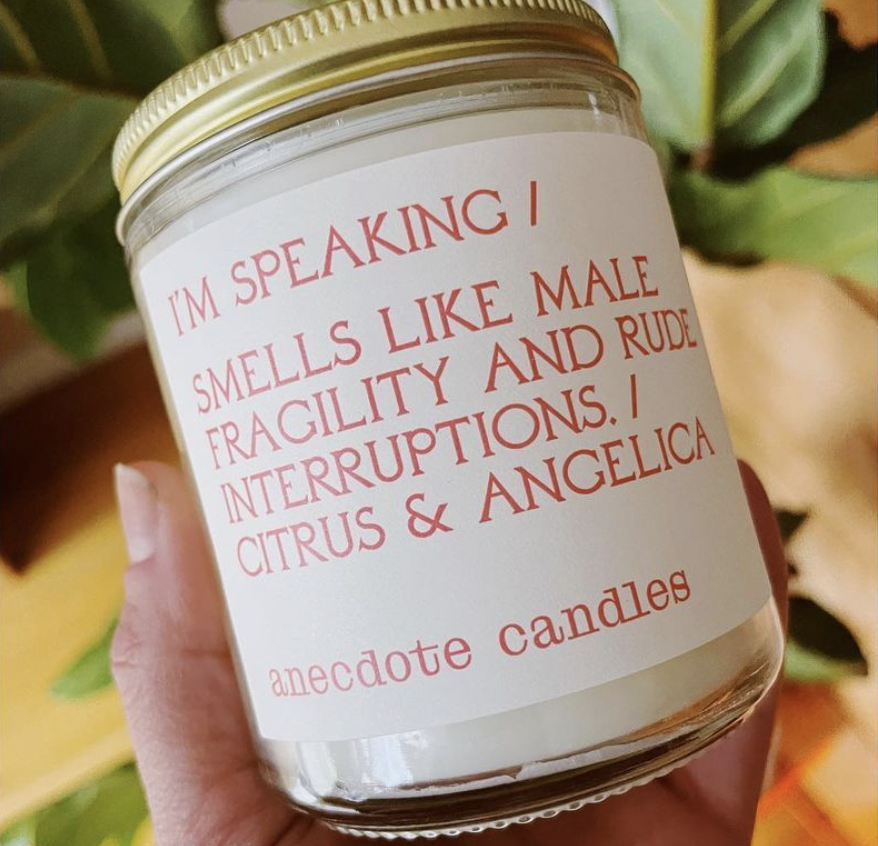 I'M SPEAKING /
SMELLS LIKE MALE
FRAGILITY AND RUDE
INTERRUPTIONS. /
CITRUS & ANGELICA
anecdote candles